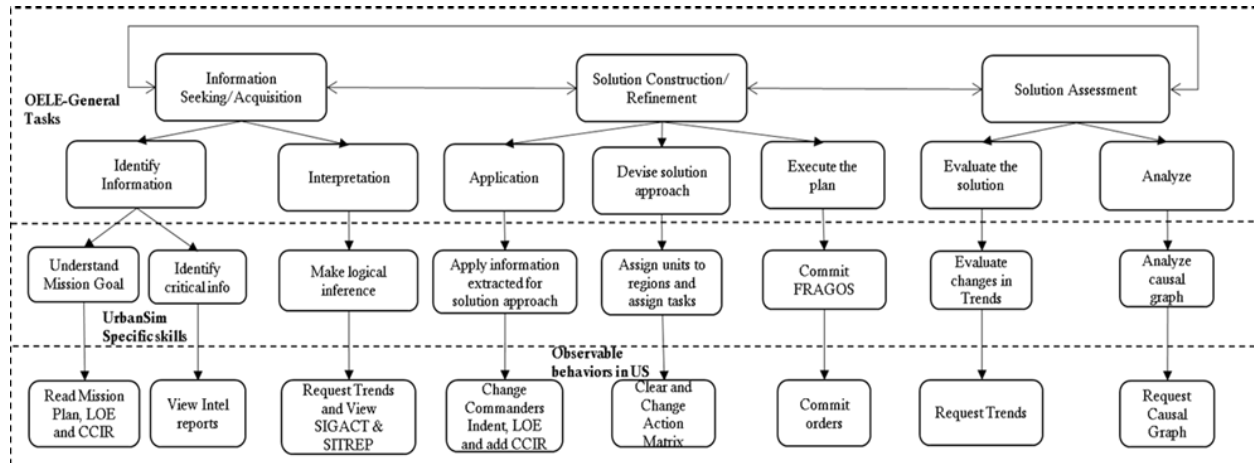 Information
Seeking/Acquisition
Solution Construction/
Refinement
Solution Assessment
OELE-General
Tasks
Identify
Information
Interpretation
Application
Devise solution
approach
Execute the
plan
Evaluate the
solution
Analyze
Understand
Mission Goal
Identify
critical info
Make logical
inference
Apply information
extracted for
solution approach
Assign units to
regions and
assign tasks
Commit
FRAGOS
Evaluate
changes in
Trends
Analyze
causal
graph
UrbanSim
Specific skills
Observable
behaviors in US
Read Mission
Plan, LOE
and CCIR
View Intel
reports
Request Trends
and View
SIGACT &
SITREP
Change
Commanders
Indent, LOE
and add CCIR
Clear and
Change
Action
Matrix
Commit
orders
Request Trends
Request
Causal
Graph